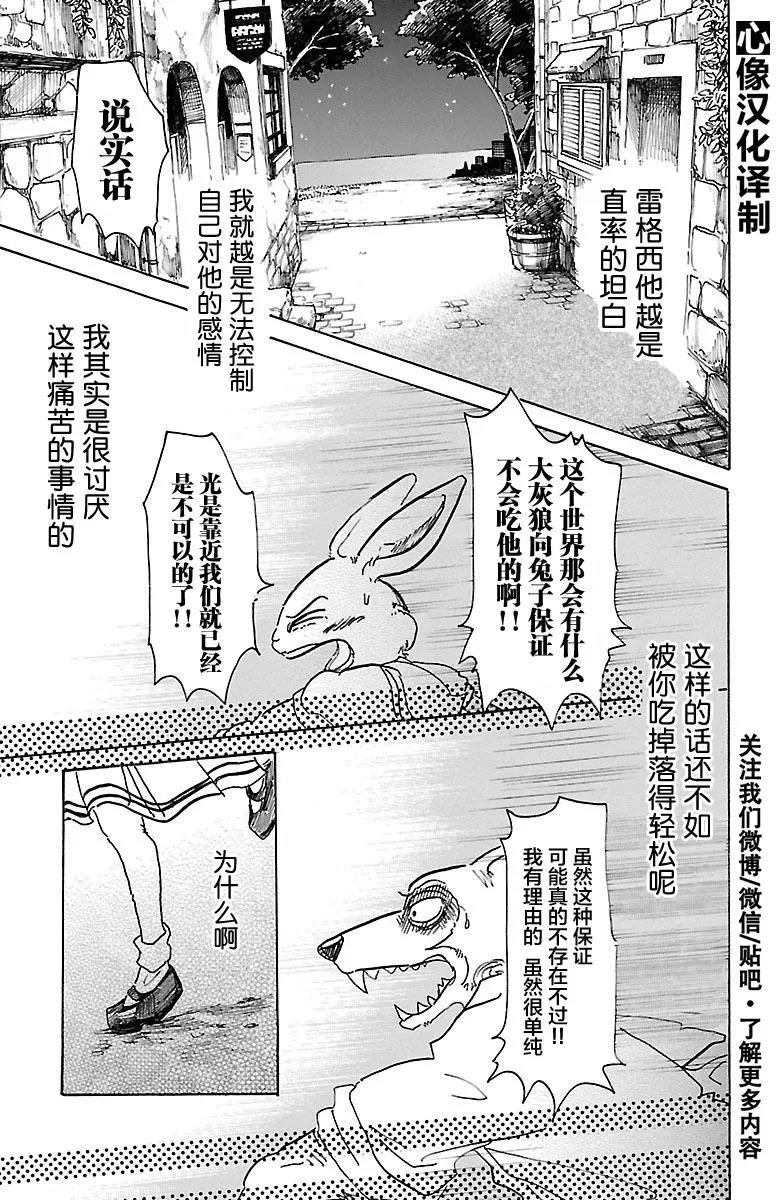 心像汉化译制
雷格西他越是
直率的坦白
我就越是无法控制
自己对他的感情
说实话
我其实是很讨厌
这样痛苦的事情的
这个世界那会有什么
大灰狼向兔子保证
不会吃他的啊!!
光是靠近我们就已经
是不可以的了!!
这样的话还不如
被你吃掉落得轻松呢
虽然这种保证
可能真的不存在不过!!
我有理由的 虽然很单纯
为什么啊
关注我们微博/微信/贴吧·了解更多内容